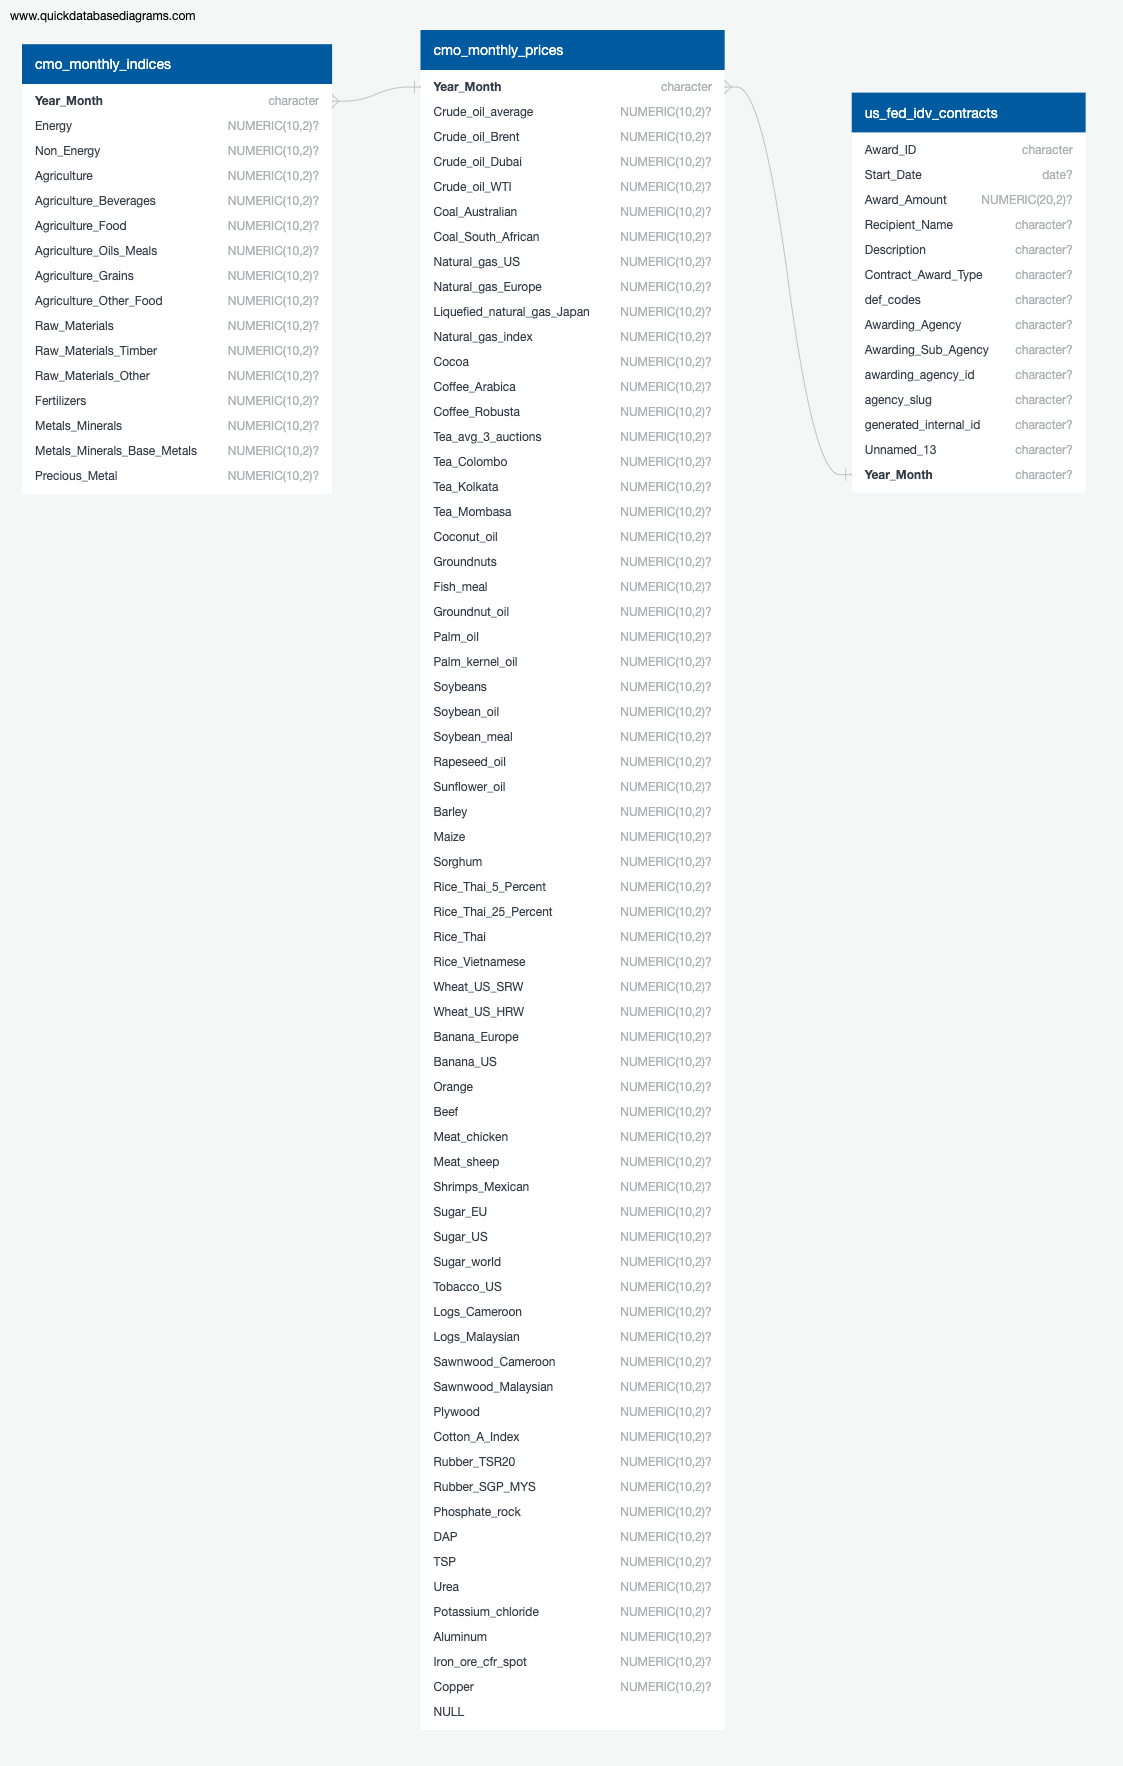 www.quickdatabasediagrams.com
cmo_monthly_indices
Year_Month character
Energy NUMERIC(10,2)?
Non_Energy NUMERIC(10,2)?
Agriculture NUMERIC(10,2)?
Agriculture_Beverages NUMERIC(10,2)?
Agriculture_Food NUMERIC(10,2)?
Agriculture_Oils_Meals NUMERIC(10,2)?
Agriculture_Grains NUMERIC(10,2)?
Agriculture_Other_Food NUMERIC(10,2)?
Raw_Materials NUMERIC(10,2)?
Raw_Materials_Timber NUMERIC(10,2)?
Raw_Materials_Other NUMERIC(10,2)?
Fertilizers NUMERIC(10,2)?
Metals_Minerals NUMERIC(10,2)?
Metals_Minerals_Base_Metals NUMERIC(10,2)?
Precious_Metal NUMERIC(10,2)?
cmo_monthly_prices
Year_Month character
Crude_oil_average NUMERIC(10,2)?
Crude_oil_Brent NUMERIC(10,2)?
Crude_oil_Dubai NUMERIC(10,2)?
Crude_oil_WTI NUMERIC(10,2)?
Coal_Australian NUMERIC(10,2)?
Coal_South_African NUMERIC(10,2)?
Natural_gas_US NUMERIC(10,2)?
Natural_gas_Europe NUMERIC(10,2)?
Liquefied_natural_gas_Japan NUMERIC(10,2)?
Natural_gas_index NUMERIC(10,2)?
Cocoa NUMERIC(10,2)?
Coffee_Arabica NUMERIC(10,2)?
Coffee_Robusta NUMERIC(10,2)?
Tea_avg_3_auctions NUMERIC(10,2)?
Tea_Colombo NUMERIC(10,2)?
Tea_Kolkata NUMERIC(10,2)?
Tea_Mombasa NUMERIC(10,2)?
Coconut_oil NUMERIC(10,2)?
Groundnuts NUMERIC(10,2)?
Fish_meal NUMERIC(10,2)?
Groundnut_oil NUMERIC(10,2)?
Palm_oil NUMERIC(10,2)?
Palm_kernel_oil NUMERIC(10,2)?
Soybeans NUMERIC(10,2)?
Soybean_oil NUMERIC(10,2)?
Soybean_meal NUMERIC(10,2)?
Rapeseed_oil NUMERIC(10,2)?
Sunflower_oil NUMERIC(10,2)?
Barley NUMERIC(10,2)?
Maize NUMERIC(10,2)?
Sorghum NUMERIC(10,2)?
Rice_Thai_5_Percent NUMERIC(10,2)?
Rice_Thai_25_Percent NUMERIC(10,2)?
Rice_Thai NUMERIC(10,2)?
Rice_Vietnamese NUMERIC(10,2)?
Wheat_US_SRW NUMERIC(10,2)?
Wheat_US_HRW NUMERIC(10,2)?
Banana_Europe NUMERIC(10,2)?
Banana_US NUMERIC(10,2)?
Orange NUMERIC(10,2)?
Beef NUMERIC(10,2)?
Meat_chicken NUMERIC(10,2)?
Meat_sheep NUMERIC(10,2)?
Shrimps_Mexican NUMERIC(10,2)?
Sugar_EU NUMERIC(10,2)?
Sugar_US NUMERIC(10,2)?
Sugar_world NUMERIC(10,2)?
Tobacco_US NUMERIC(10,2)?
Logs_Cameroon NUMERIC(10,2)?
Logs_Malaysian NUMERIC(10,2)?
Sawnwood_Cameroon NUMERIC(10,2)?
Sawnwood_Malaysian NUMERIC(10,2)?
Plywood NUMERIC(10,2)?
Cotton_A_Index NUMERIC(10,2)?
Rubber_TSR20 NUMERIC(10,2)?
Rubber_SGP_MYS NUMERIC(10,2)?
Phosphate_rock NUMERIC(10,2)?
DAP NUMERIC(10,2)?
TSP NUMERIC(10,2)?
Urea NUMERIC(10,2)?
Potassium_chloride NUMERIC(10,2)?
Aluminum NUMERIC(10,2)?
Iron_ore_cfr_spot NUMERIC(10,2)?
Copper NUMERIC(10,2)?
NULL
us_fed_idv_contracts
Award_ID character
Start_Date date?
Award_Amount NUMERIC(20,2)?
Recipient_Name character?
Description character?
Contract_Award_Type character?
def_codes character?
Awarding_Agency character?
Awarding_Sub_Agency character?
awarding_agency_id character?
agency_slug character?
generated_internal_id character?
Unnamed_13 character?
Year_Month character?